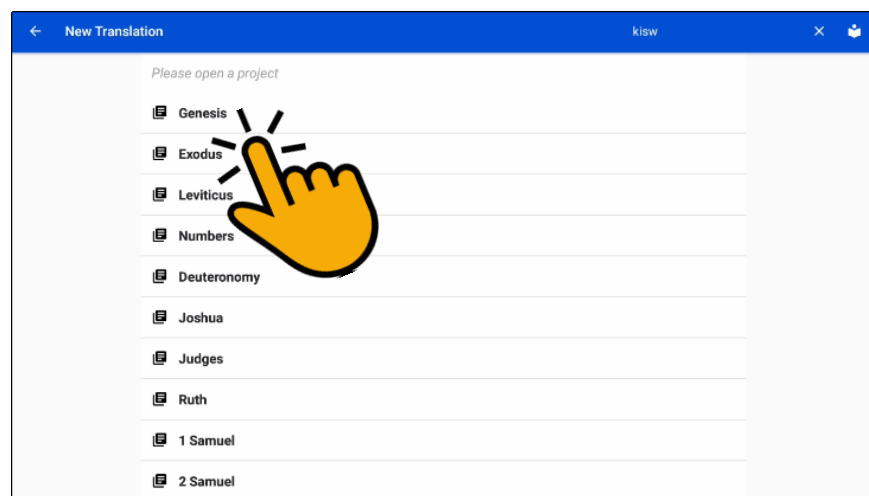 New Translation kisw
Please open a project
Genesis
Exodus
Leviticus
Numbers
Deuteronomy
Joshua
Judges
Ruth
1 Samuel
2 Samuel